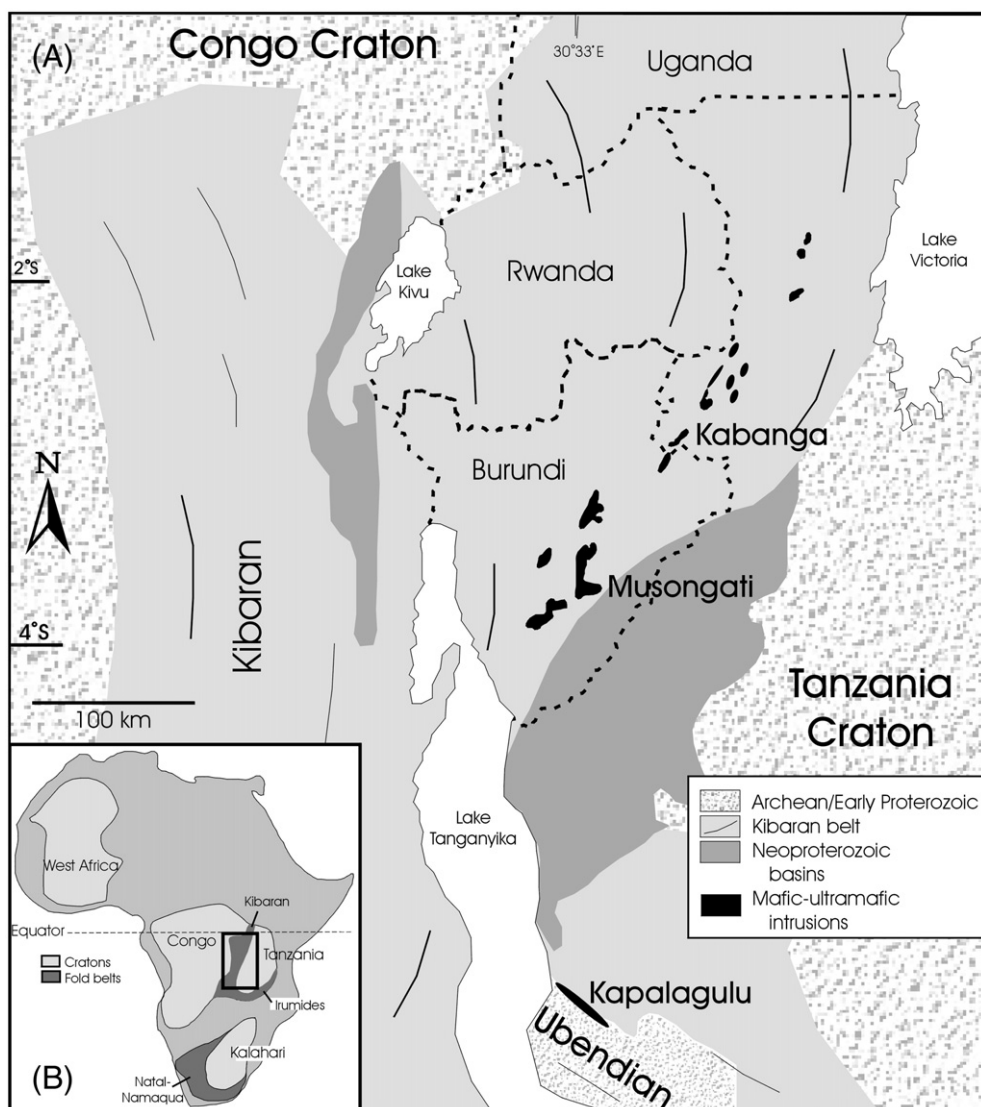 (A)
Congo Craton
30°33'E
Uganda
Lake
Victoria
2°S
Lake
Kivu
Rwanda
Kabanga
Burundi
N
Musongati
Kibaran
4°S
100 km
Tanzania
Craton
Lake
Tanganyika
Archean/Early Proterozoic
Kibaran belt
Neoproterozoic
basins
Mafic-ultramafic
intrusions
Kapalagulu
Ubendian
West Africa
Kibaran
Equator
Congo
Tanzania
Cratons
Fold belts
Irumides
Kalahari
Natal-
Namaqua
(B)